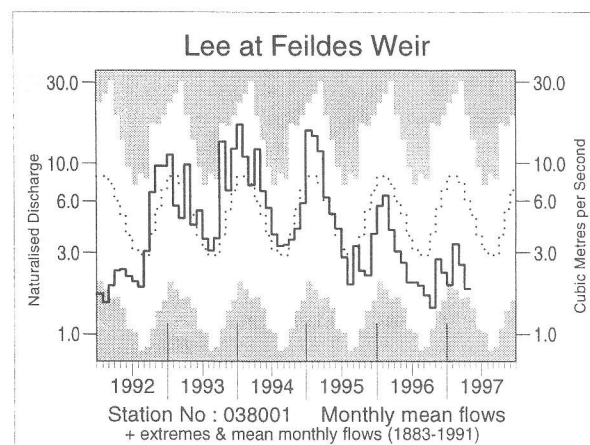 Lee at Feildes Weir
Naturalised Discharge
30.0
10.0
6.0
3.0
1.0
30.0
10.0
6.0
3.0
1.0
Cubic Metres per Second
1992 1993 1994 1995 1996 1997
Station No : 038001 Monthly mean flows
+ extremes & mean monthly flows (1883-1991)